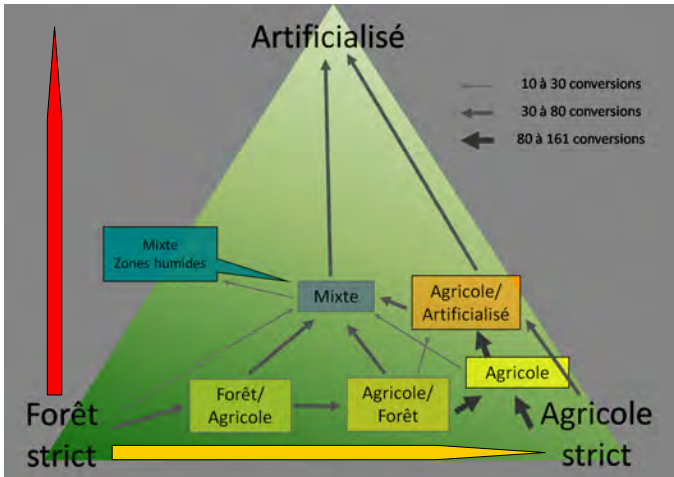 Artificialisé
10 à 30 conversions
30 à 80 conversions
80 à 161 conversions
Mixte
Zones humides
Mixte
Agricole/
Artificialisé
Agricole
Forêt/
Agricole
Agricole/
Forêt
Forêt
strict
Agricole
strict